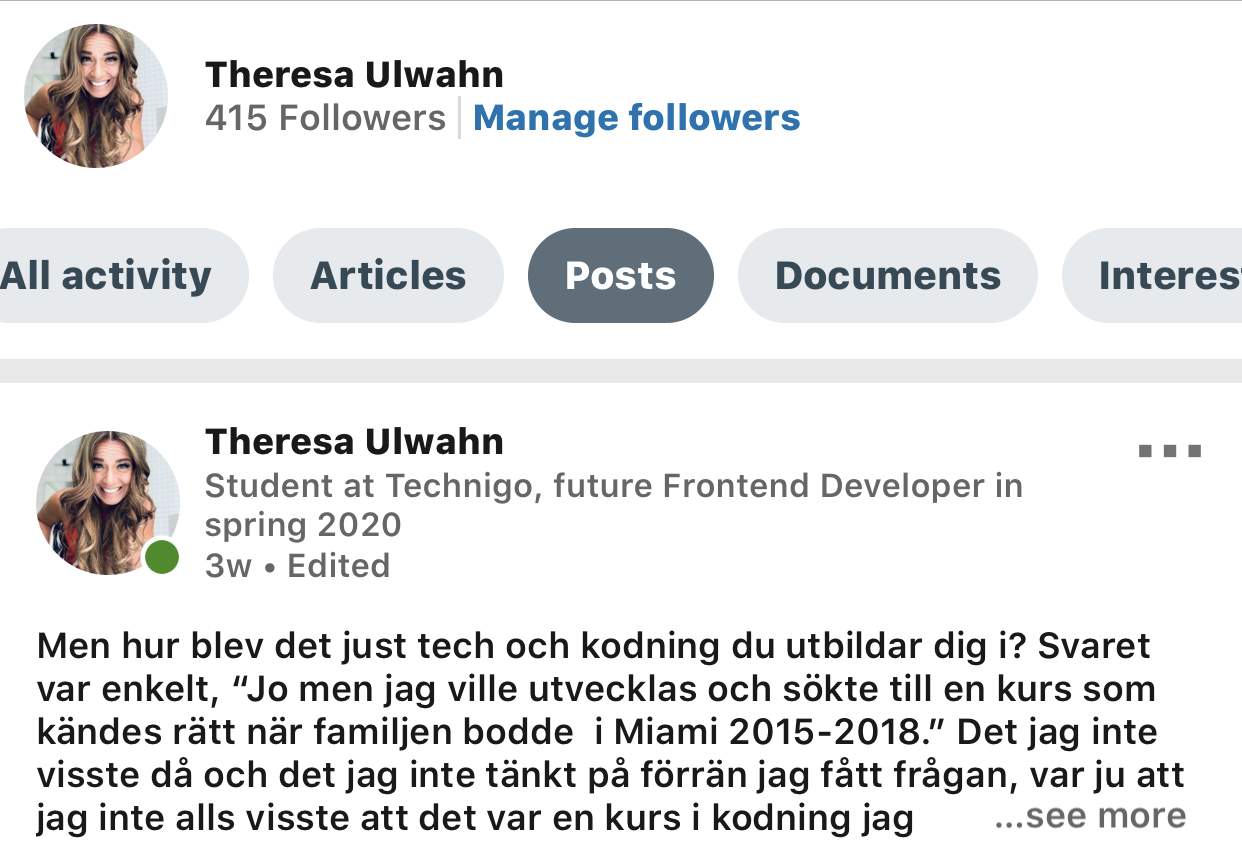 Theresa Ulwahn
415 Followers Manage followers
All activity Articles Posts Documents Interes
Theresa Ulwahn
Student at Technigo, future Frontend Developer in
spring 2020
3w • Edited
Men hur blev det just tech och kodning du utbildar dig i? Svaret
var enkelt, “Jo men jag ville utvecklas och sökte till en kurs som
kändes rätt när familjen bodde  i Miami 2015-2018.” Det jag inte
visste då och det jag inte tänkt på förrän jag fått frågan, var ju att
jag inte alls visste att det var en kurs i kodning jag ...see more